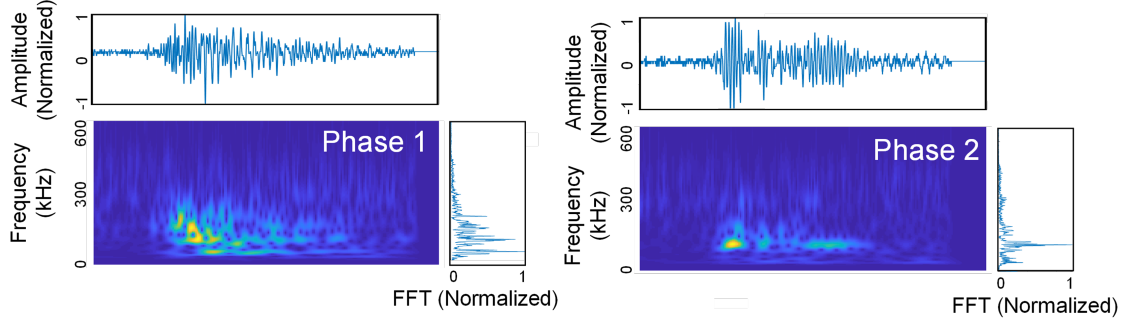 Amplitude
(Normalized)
1
0
-1
Frequency
(kHz)
600
300
0
Phase 1
0
1
FFT (Normalized)
Amplitude
(Normalized)
1
0
-1
Frequency
(kHz)
600
300
0
Phase 2
0
1
FFT (Normalized)